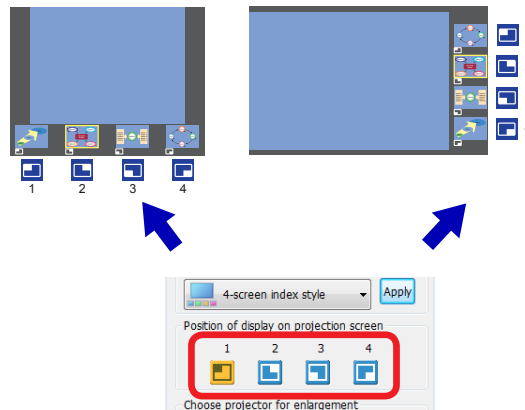 1 2 3 4
4-screen index style Apply
Position of display on projection screen
1 2 3 4
Choose projector for enlargement